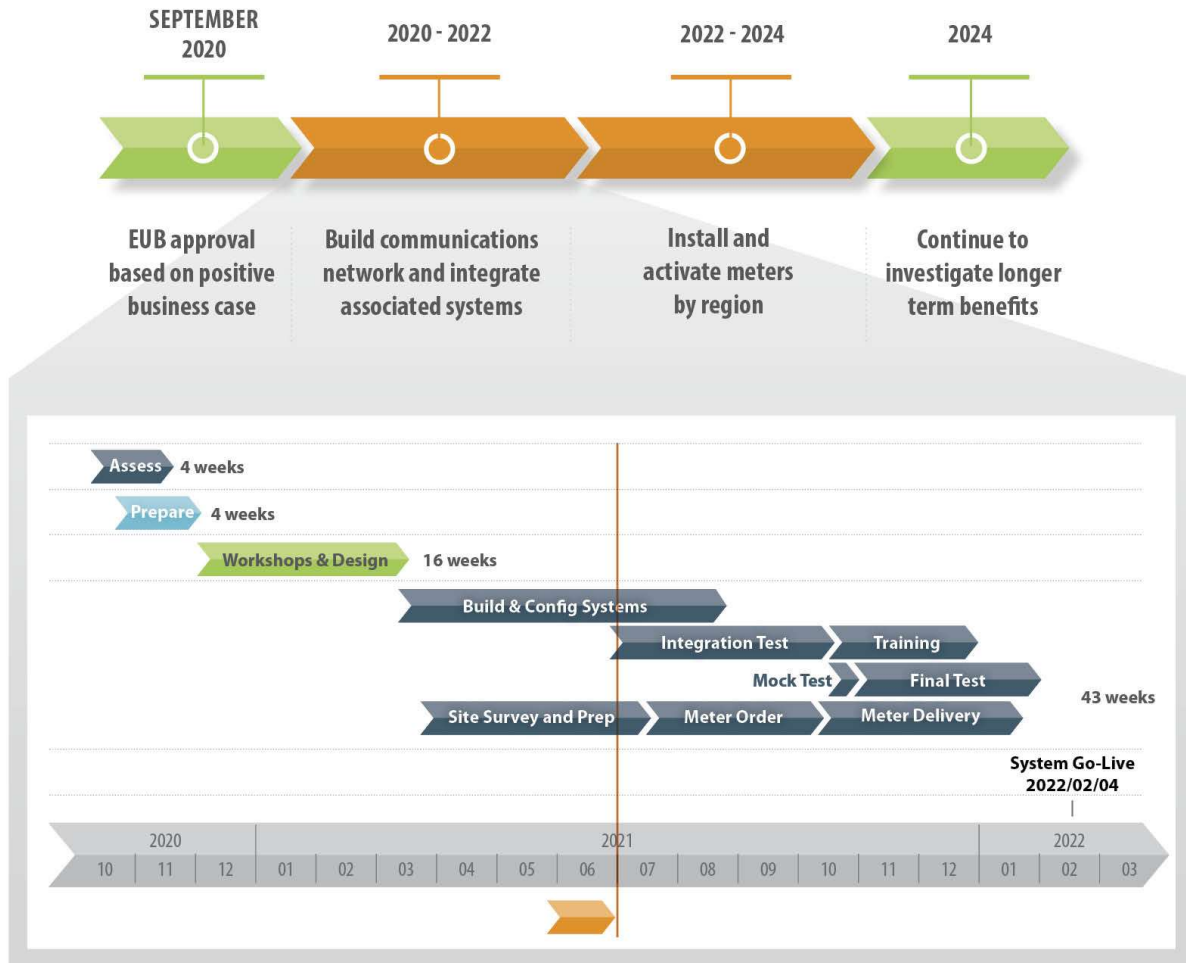 SEPTEMBER
2020
2020 - 2022
2022 - 2024
2024
EUB approval
based on positive
business case
Build communications
network and integrate
associated systems
Install and
activate meters
by region
Continue to
investigate longer
term benefits
Assess
4 weeks
Prepare
4 weeks
Workshops & Design
16 weeks
Build & Config Systems
Integration Test
Training
Mock Test
Final Test
43 weeks
Site Survey and Prep
Meter Order
Meter Delivery
System Go-Live
2022/02/04
2020
2021
2022
10 11 12 01 02 03 04 05 06 07 08 09 10 11 12 01 02 03